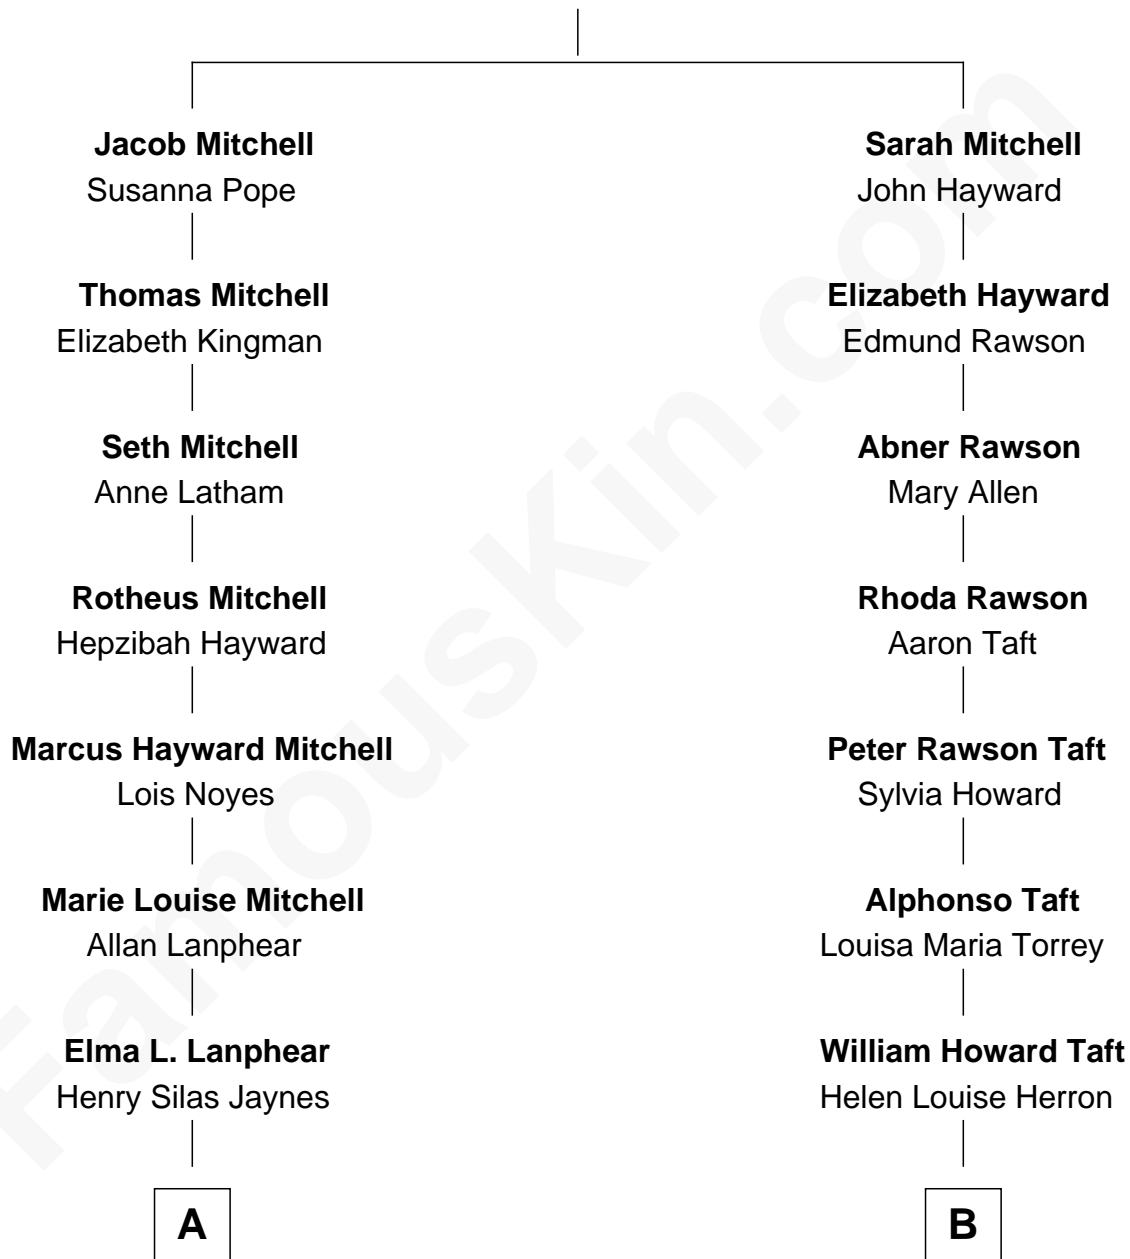 Jacob Mitchell
Susanna Pope
Thomas Mitchell
Elizabeth Kingman
Seth Mitchell
Anne Latham
Rotheus Mitchell
Hepzibah Hayward
Marcus Hayward Mitchell
Lois Noyes
Marie Louise Mitchell
Allan Lanphear
Elma L. Lanphear
Henry Silas Jaynes
A
Sarah Mitchell
John Hayward
Elizabeth Hayward
Edmund Rawson
Abner Rawson
Mary Allen
Rhoda Rawson
Aaron Taft
Peter Rawson Taft
Sylvia Howard
Alphonso Taft
Louisa Maria Torrey
William Howard Taft
Helen Louise Herron
B
FamousKin.com